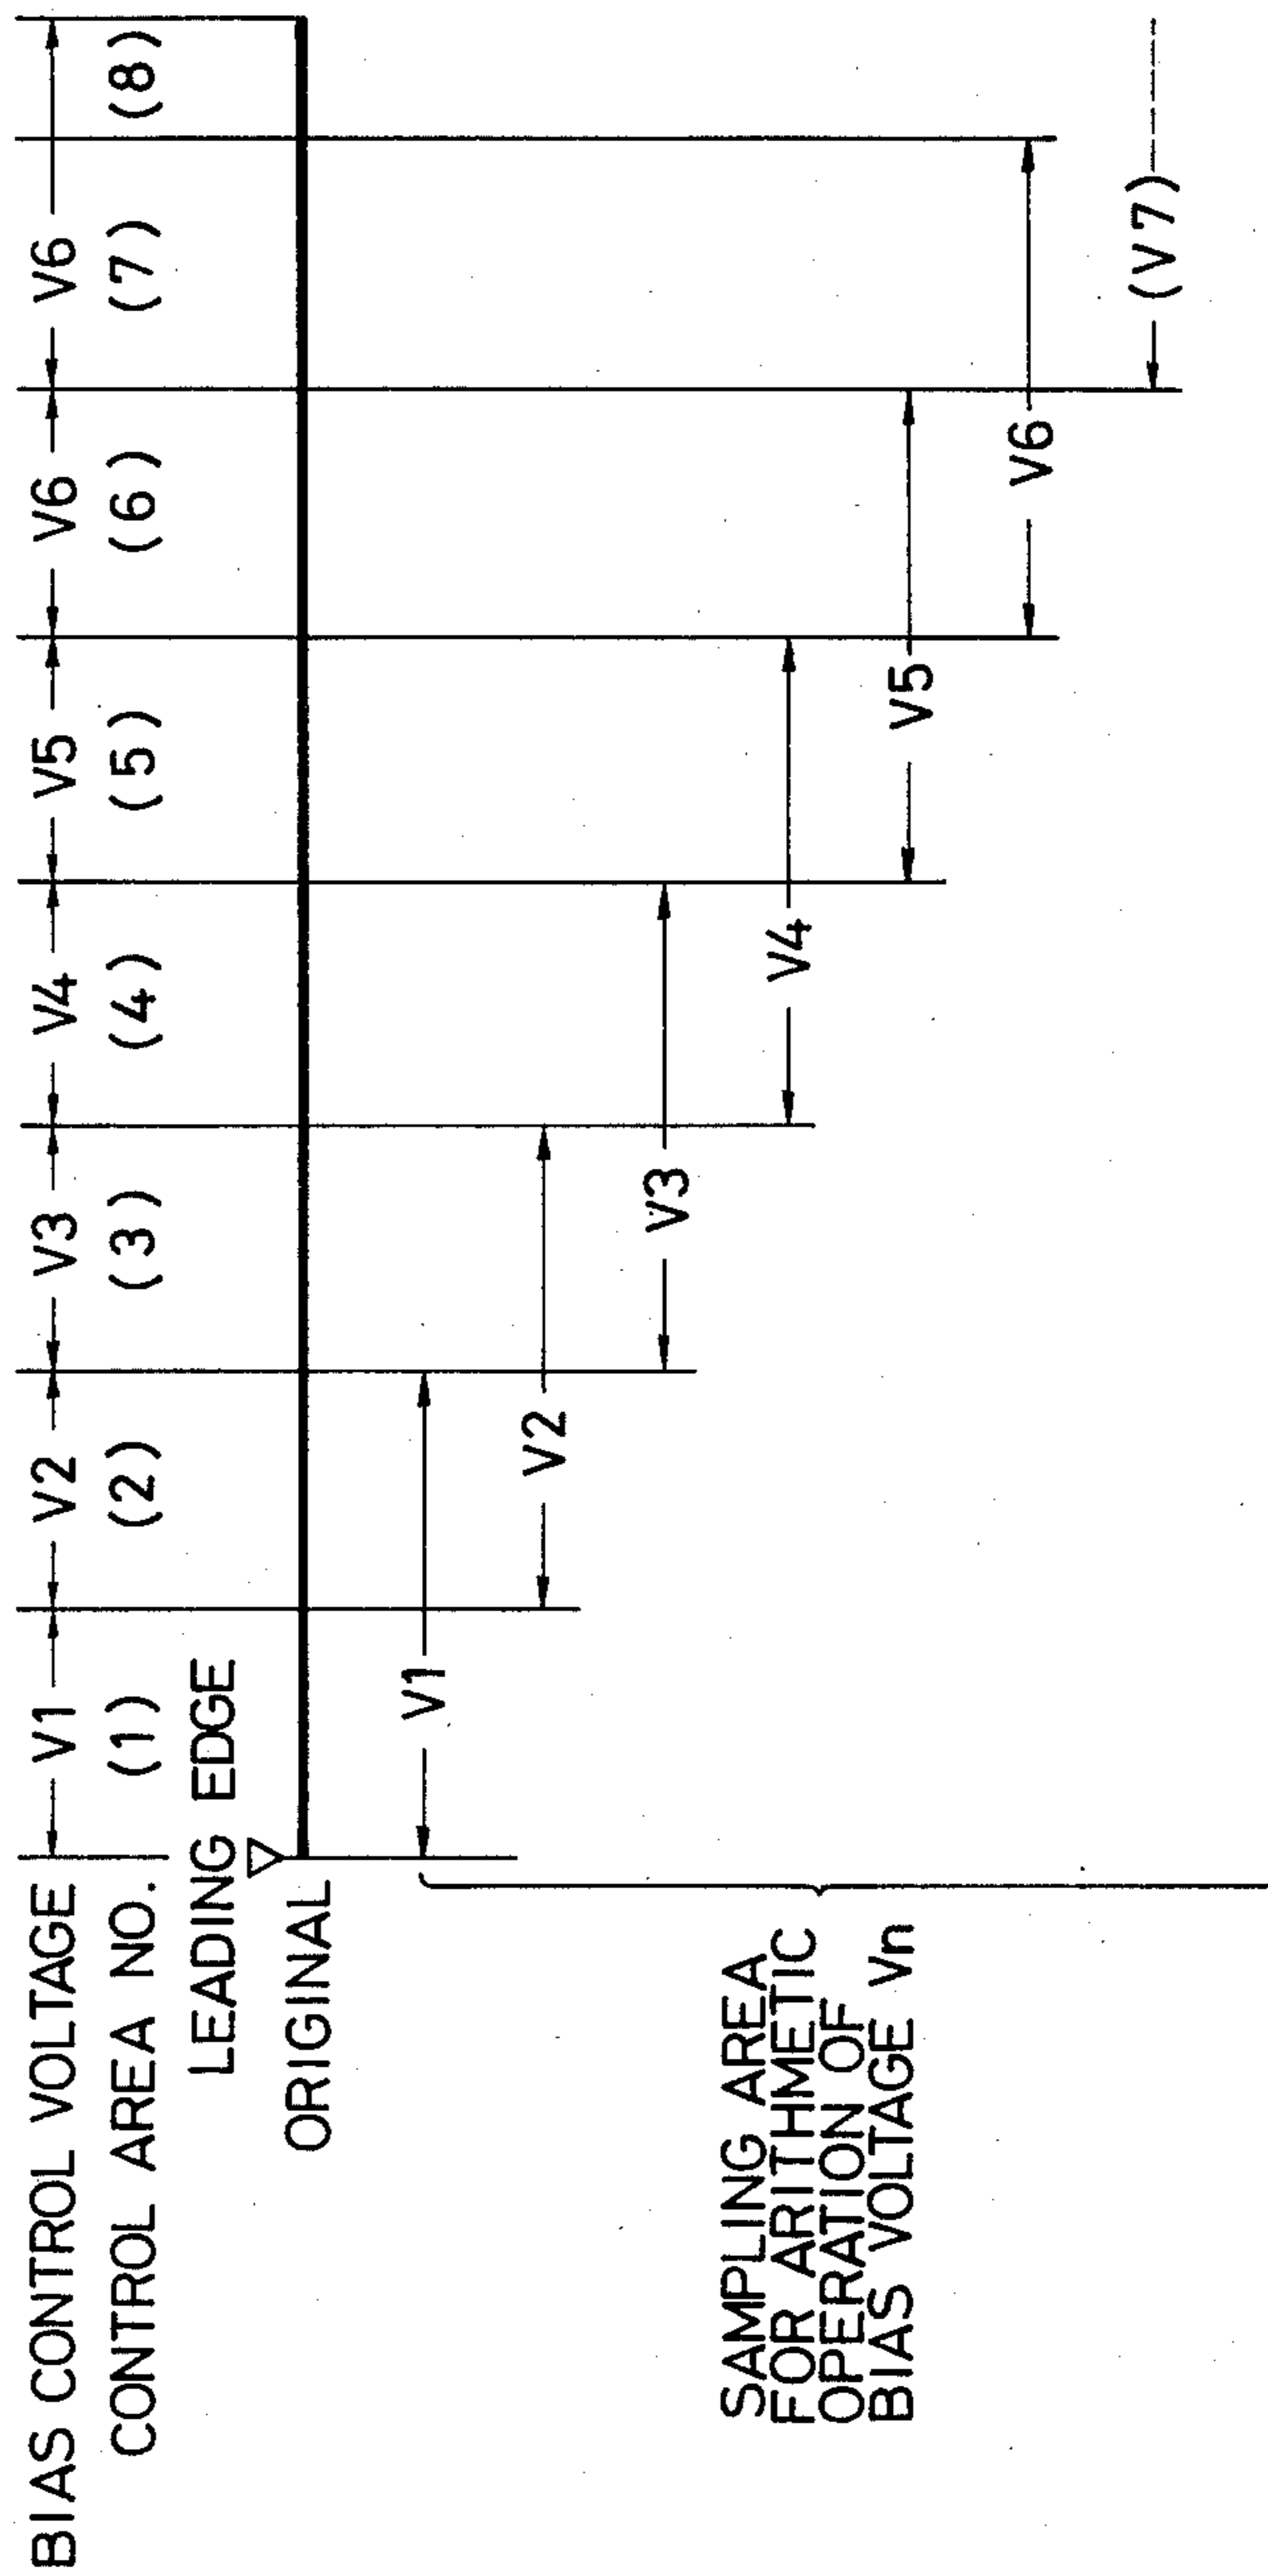 BIAS CONTROL VOLTAGE V1 V2 V3 V4 V5 V6 V6
CONTROL AREA NO. (1) (2) (3) (4) (5) (6) (7) (8)
LEADING EDGE
ORIGINAL
V1
V2
V3
V4
V5
V6
(V7)
SAMPLING AREA
FOR ARITHMETIC
OPERATION OF
BIAS VOLTAGE Vn